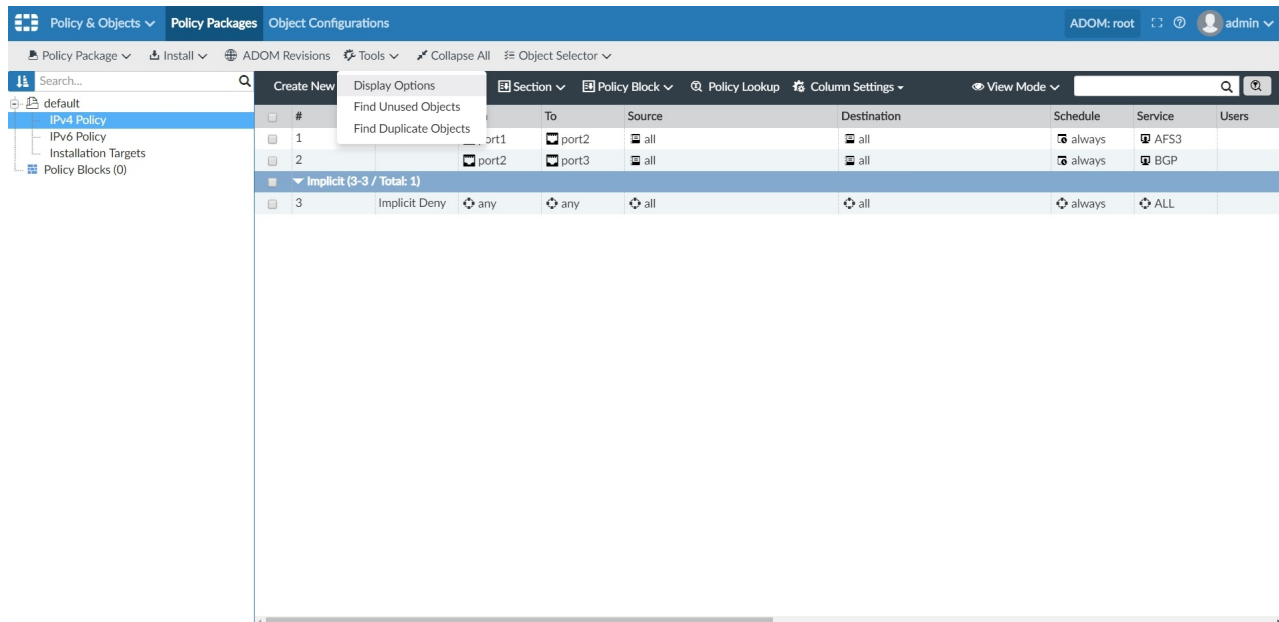 Policy & Objects Policy Packages Object Configurations ADOM: root admin
Policy Package Install ADOM Revisions Tools Collapse All Object Selector
Search... Create New Display Options Section Policy Block Policy Lookup Column Settings View Mode
default Find Unused Objects
IPv4 Policy # To Source Destination Schedule Service Users
Find Duplicate Objects
IPv6 Policy 1 port2 all all always AFS3
Installation Targets
2 port2 port3 all all always BGP
Policy Blocks (0)
Implicit (3-3 / Total: 1)
3 Implicit Deny any any all all always ALL